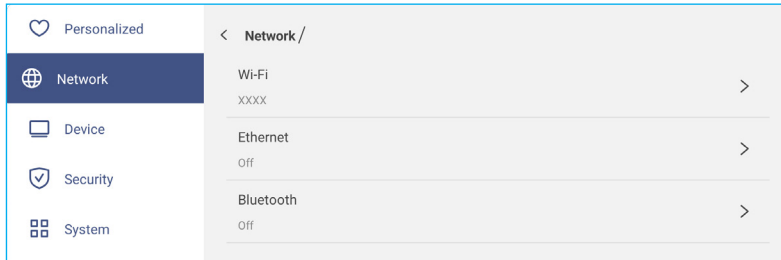 Personalized
Network
Device
Security
System
Network /
Wi-Fi
XXXX
Ethernet
Off
Bluetooth
Off